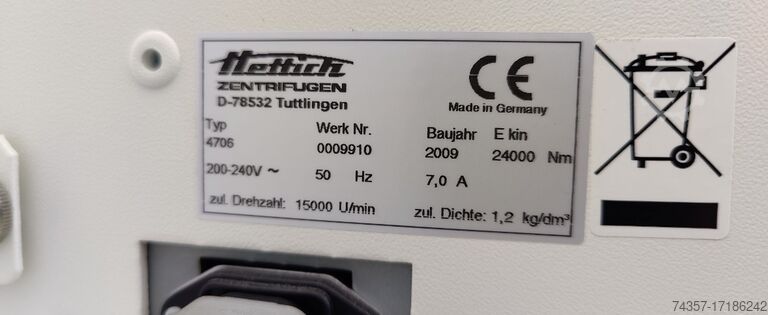 Hettich
ZENTRIFUGEN
D-78532 Tuttlingen
CE
Made in Germany
Typ Werk Nr. Baujahr E kin
4706 0009910 2009 24000 Nm
200-240V ~ 50 Hz 7,0 A
zul. Drehzahl: 15000 U/min zul. Dichte: 1,2 kg/dm³
74357-17186242